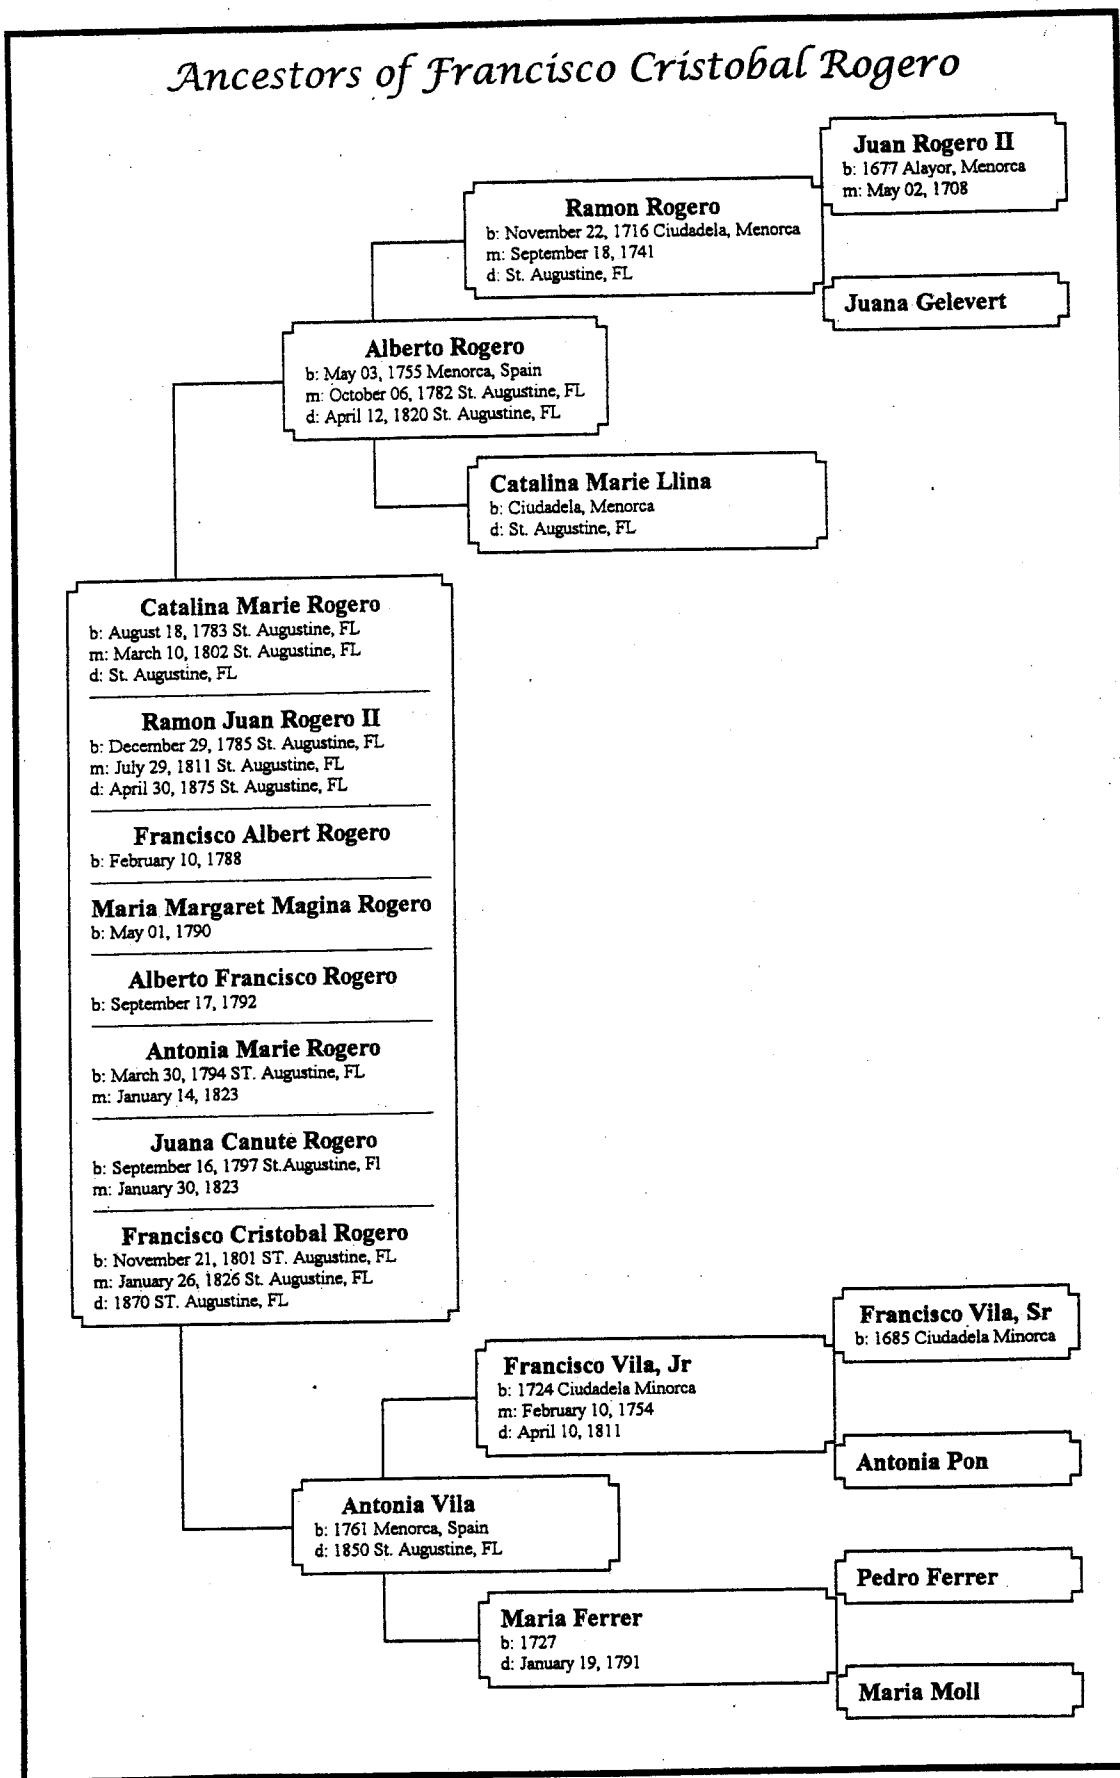 Ancestors of Francisco Cristobal Rogero
Juan Rogero II
b: 1677 Alayor, Menorca
m: May 02, 1708
Ramon Rogero
b: November 22, 1716 Ciudadela, Menorca
m: September 18, 1741
d: St. Augustine, FL
Juana Gelevert
Alberto Rogero
b: May 03, 1755 Menorca, Spain
m: October 06, 1782 St. Augustine, FL
d: April 12, 1820 St. Augustine, FL
Catalina Marie Llina
b: Ciudadela, Menorca
d: St. Augustine, FL
Catalina Marie Rogero
b: August 18, 1783 St. Augustine, FL
m: March 10, 1802 St. Augustine, FL
d: St. Augustine, FL
Ramon Juan Rogero II
b: December 29, 1785 St. Augustine, FL
m: July 29, 1811 St. Augustine, FL
d: April 30, 1875 St. Augustine, FL
Francisco Albert Rogero
b: February 10, 1788
Maria Margaret Magina Rogero
b: May 01, 1790
Alberto Francisco Rogero
b: September 17, 1792
Antonia Marie Rogero
b: March 30, 1794 ST. Augustine, FL
m: January 14, 1823
Juana Canute Rogero
b: September 16, 1797 St.Augustine, Fl
m: January 30, 1823
Francisco Cristobal Rogero
b: November 21, 1801 ST. Augustine, FL
m: January 26, 1826 St. Augustine, FL
d: 1870 ST. Augustine, FL
Francisco Vila, Sr
b: 1685 Ciudadela Minorca
Francisco Vila, Jr
b: 1724 Ciudadela Minorca
m: February 10, 1754
d: April 10, 1811
Antonia Pon
Antonia Vila
b: 1761 Menorca, Spain
d: 1850 St. Augustine, FL
Pedro Ferrer
Maria Ferrer
b: 1727
d: January 19, 1791
Maria Moll